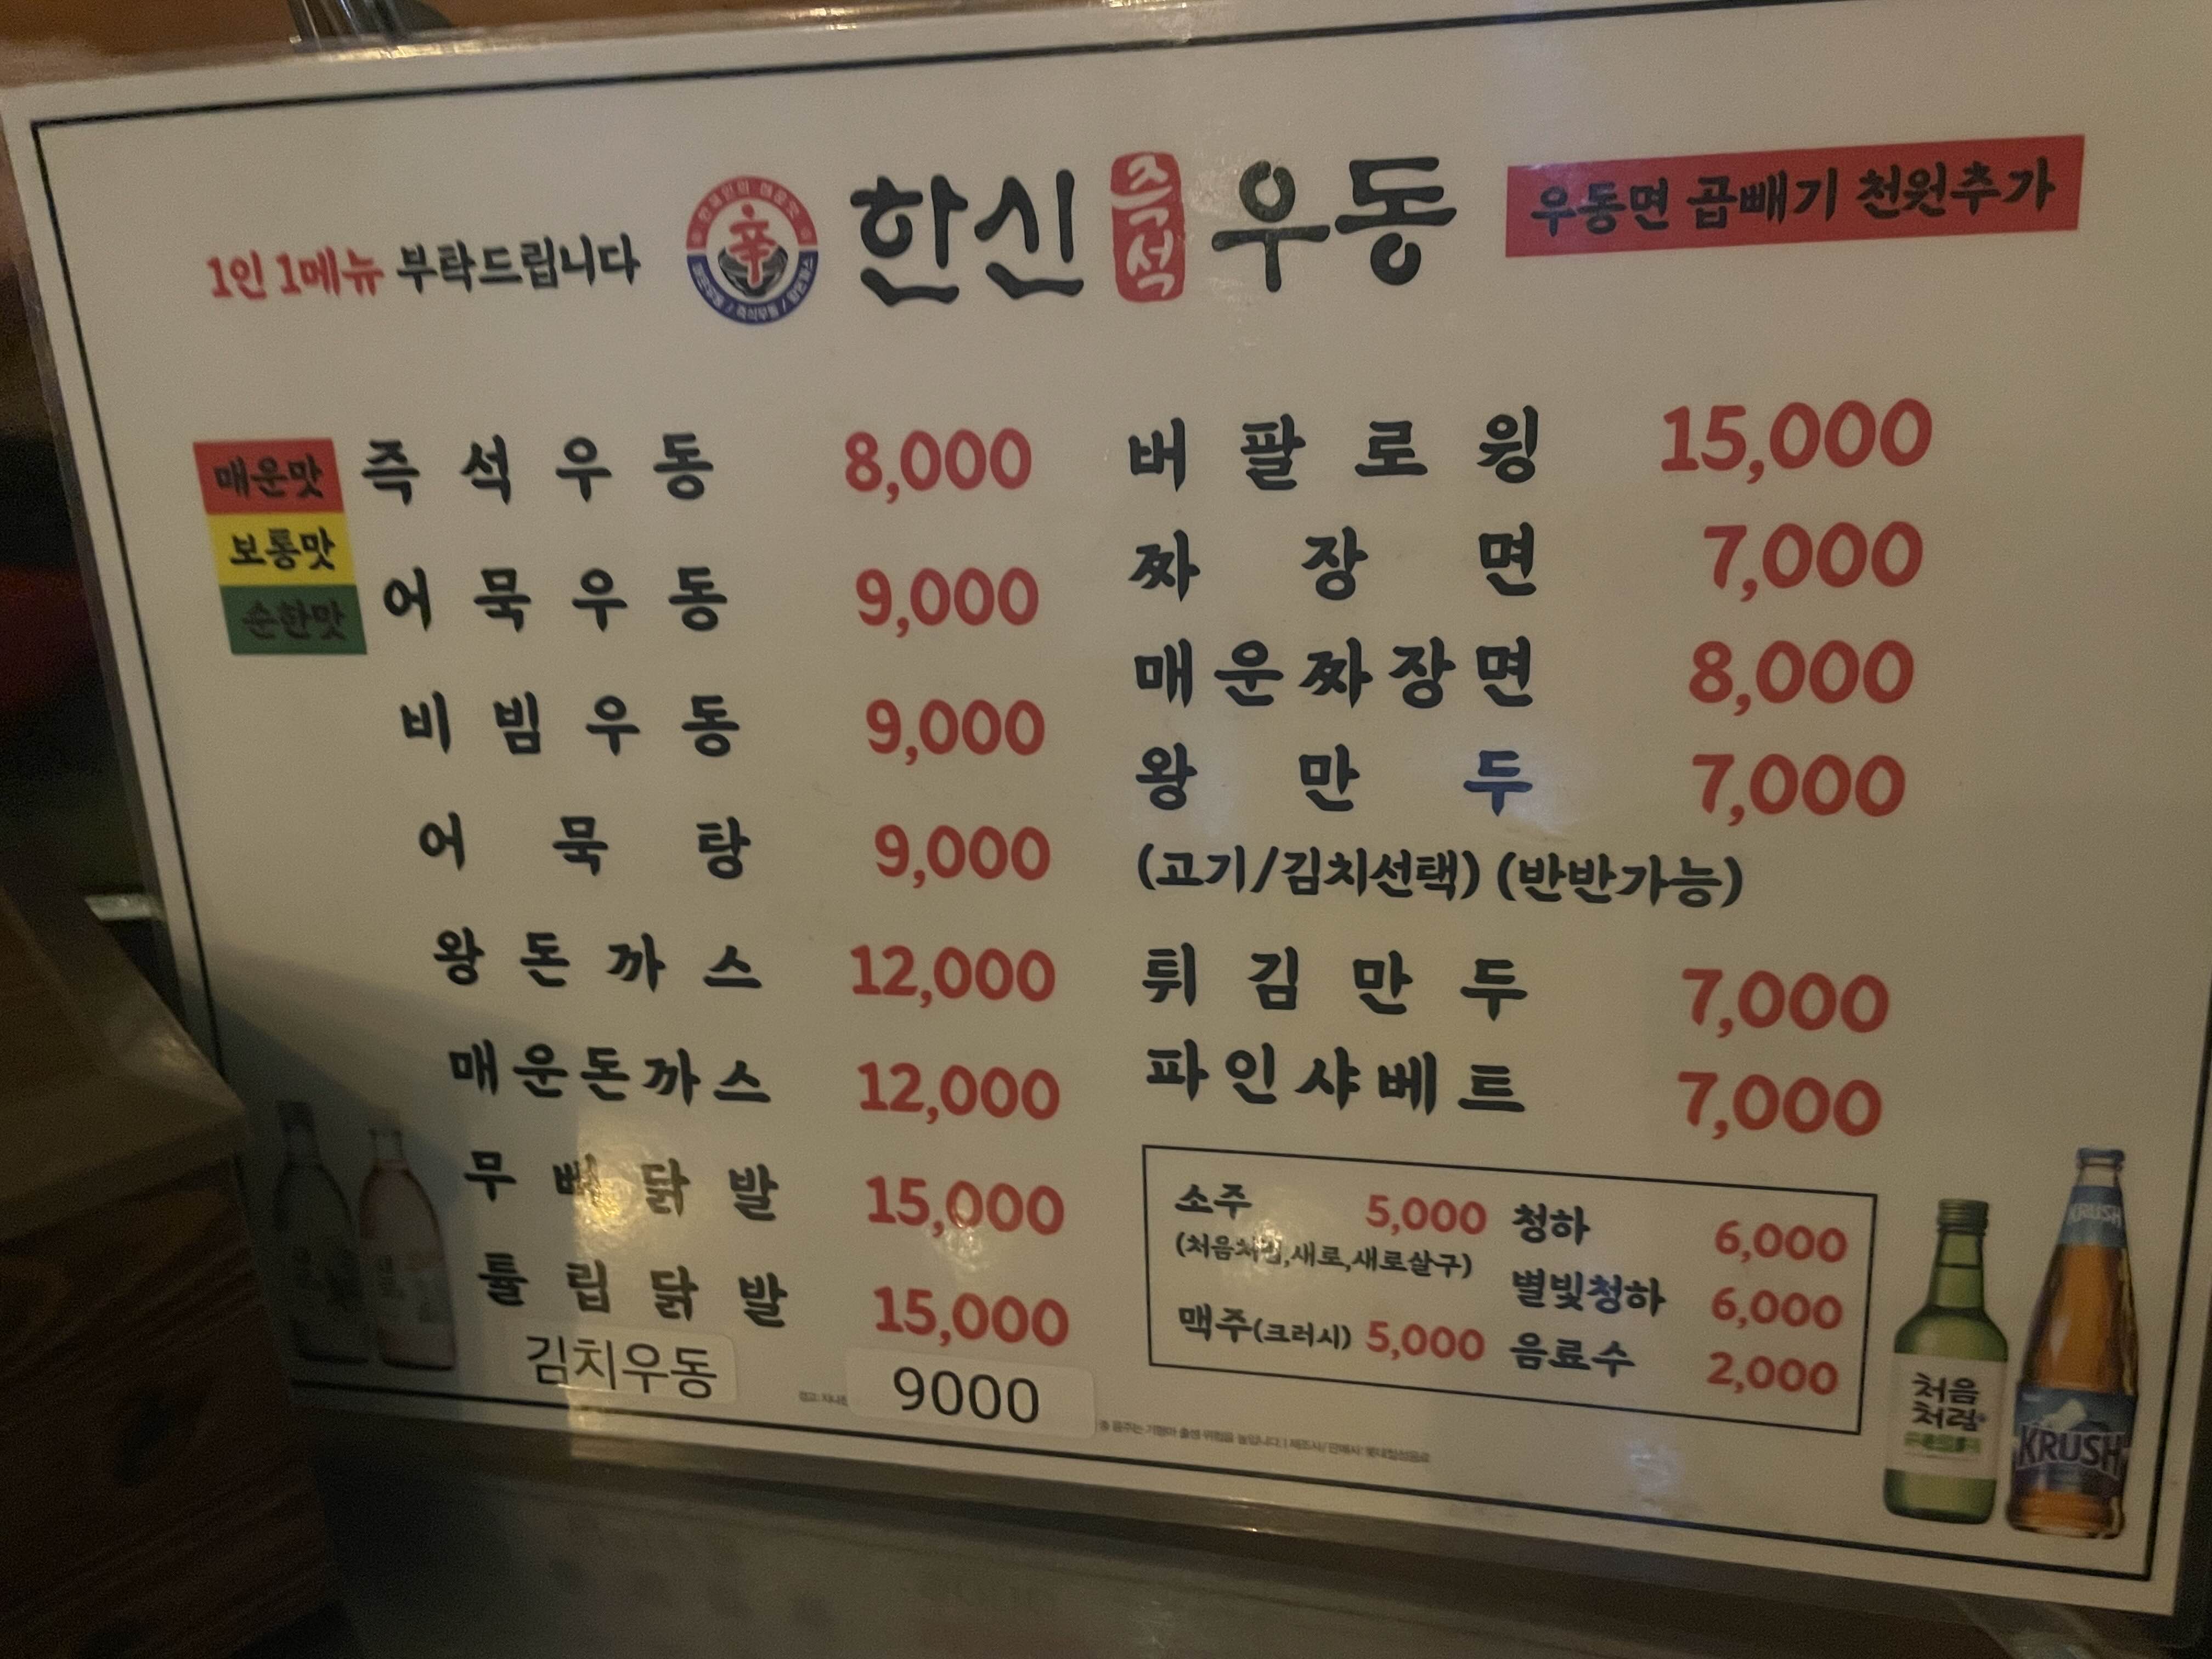 1인 1메뉴 부탁드립니다
辛
한신 즉석 우동
우동면 곱빼기 천원추가
매운맛
보통맛
순한맛
즉석우동 8,000
어묵우동 9,000
비빔우동 9,000
어묵탕 9,000
왕돈까스 12,000
매운돈까스 12,000
무뼈닭발 15,000
튤립닭발 15,000
김치우동 9000
버팔로윙 15,000
짜장면 7,000
매운짜장면 8,000
왕만두 7,000
(고기/김치선택) (반반가능)
튀김만두 7,000
파인샤베트 7,000
소주 5,000
(처음처럼,새로,새로살구)
맥주(크러시) 5,000
청하 6,000
별빛청하 6,000
음료수 2,000
처음
처럼
KRUSH
KRUSH